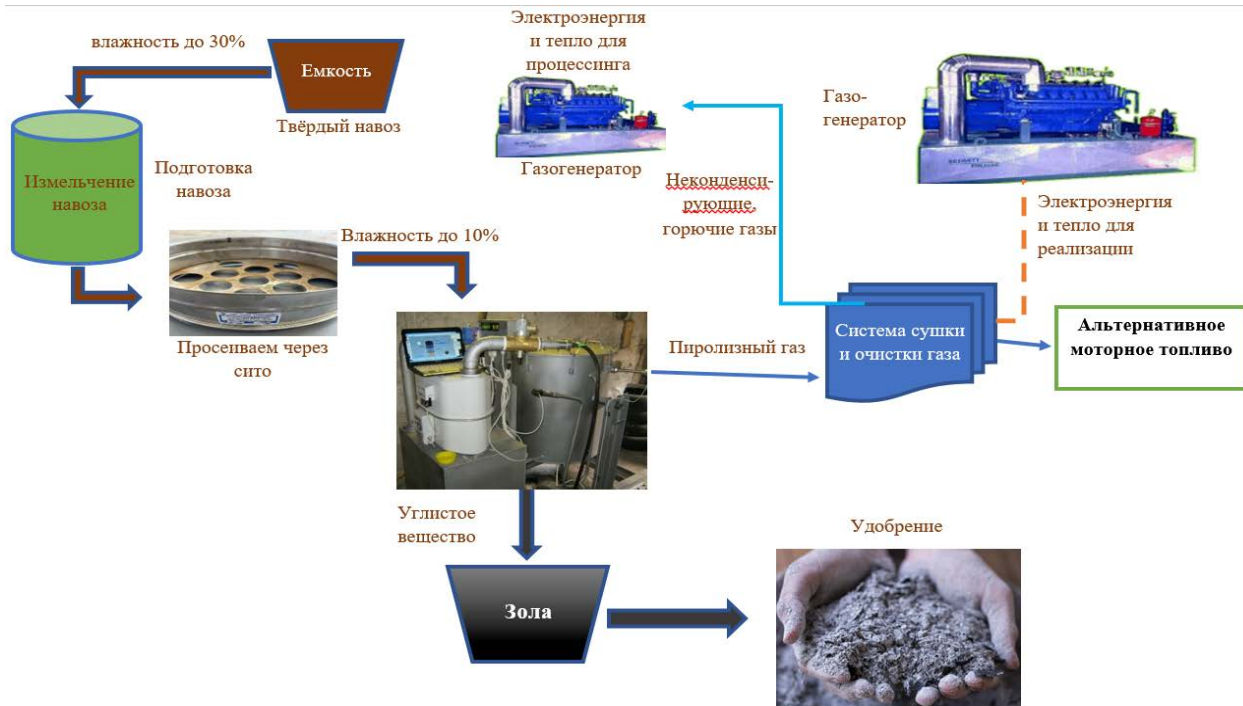 влажность до 30%
Емкость
Твёрдый навоз
Измельчение
навоза
Подготовка
навоза
Просеиваем через
сито
Влажность до 10%
Электроэнергия
и тепло для
процессинга
Газогенератор
Неконденси-
рующие,
горючие газы
Газо-
генератор
Электроэнергия
и тепло для
реализации
Пиролизный газ
Система сушки
и очистки газа
Альтернативное
моторное топливо
Углистое
вещество
Зола
Удобрение